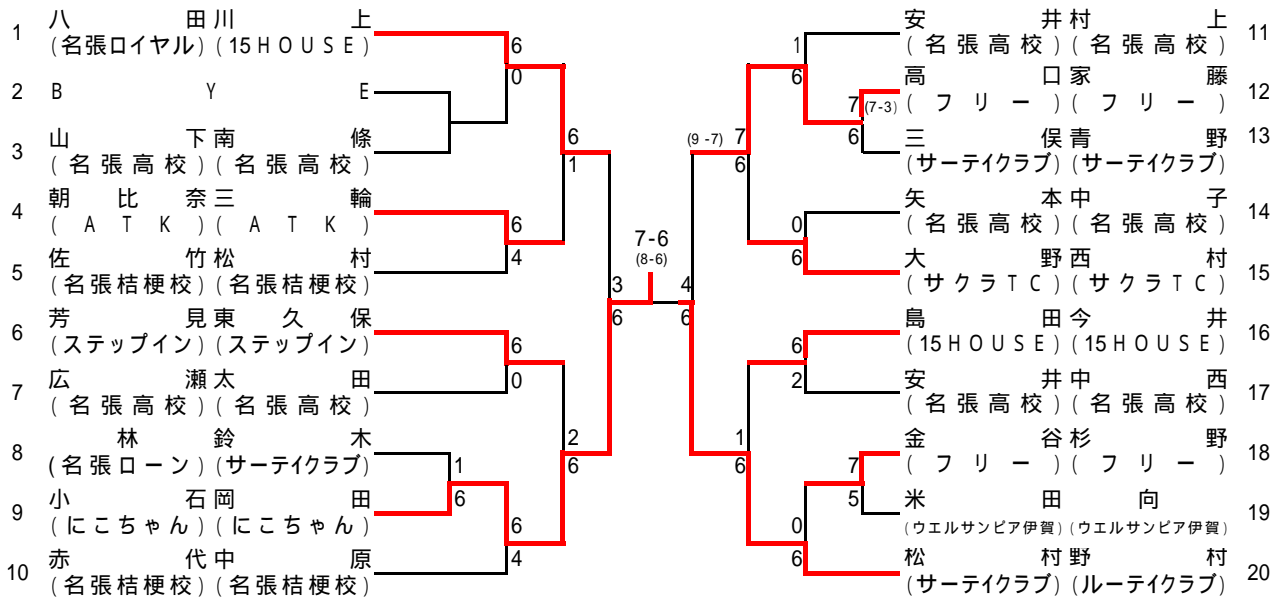 1 八田 川上
(名張ロイヤル) (15HOUSE)
2 BYE
3 山下 南條
(名張高校) (名張高校)
4 朝比奈 三輪
(ATK) (ATK)
5 佐竹 松村
(名張桔梗校) (名張桔梗校)
6 芳見 東久保
(ステップイン) (ステップイン)
7 広瀬 太田
(名張高校) (名張高校)
8 林 鈴木
(名張ローン) (サーテイクラブ)
9 小石 岡田
(にこちゃん) (にこちゃん)
10 赤代 中原
(名張桔梗校) (名張桔梗校)
6
0
6
4
6
0
1
6
6
4
6
1
2
6
3
6
7-6
(8-6)
4
6
(9-7) 7
6
1
6
1
6
7 (7-3)
6
0
6
6
2
7
5
0
6
安井 村上 11
(名張高校) (名張高校)
高口 家藤 12
(フリー) (フリー)
三俣 青野 13
(サーテイクラブ) (サーテイクラブ)
矢本 中子 14
(名張高校) (名張高校)
大野 西村 15
(サクラTC) (サクラTC)
島田 今井 16
(15HOUSE) (15HOUSE)
安井 中西 17
(名張高校) (名張高校)
金谷 杉野 18
(フリー) (フリー)
米田 向 19
(ウエルサンピア伊賀) (ウエルサンピア伊賀)
松村 野村 20
(サーテイクラブ) (ルーテイクラブ)